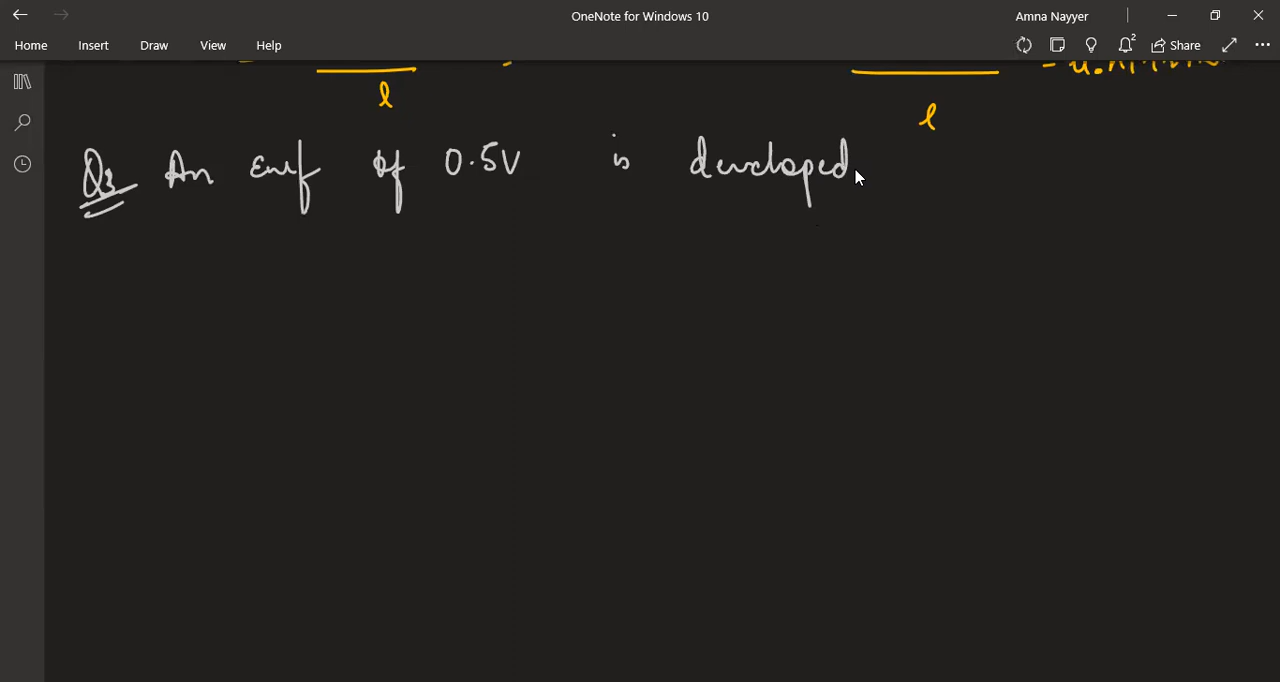 OneNote for Windows 10
Amna Nayyer
Home Insert Draw View Help
2 Share
l
l
Q3 An Emf of 0.5V is developed